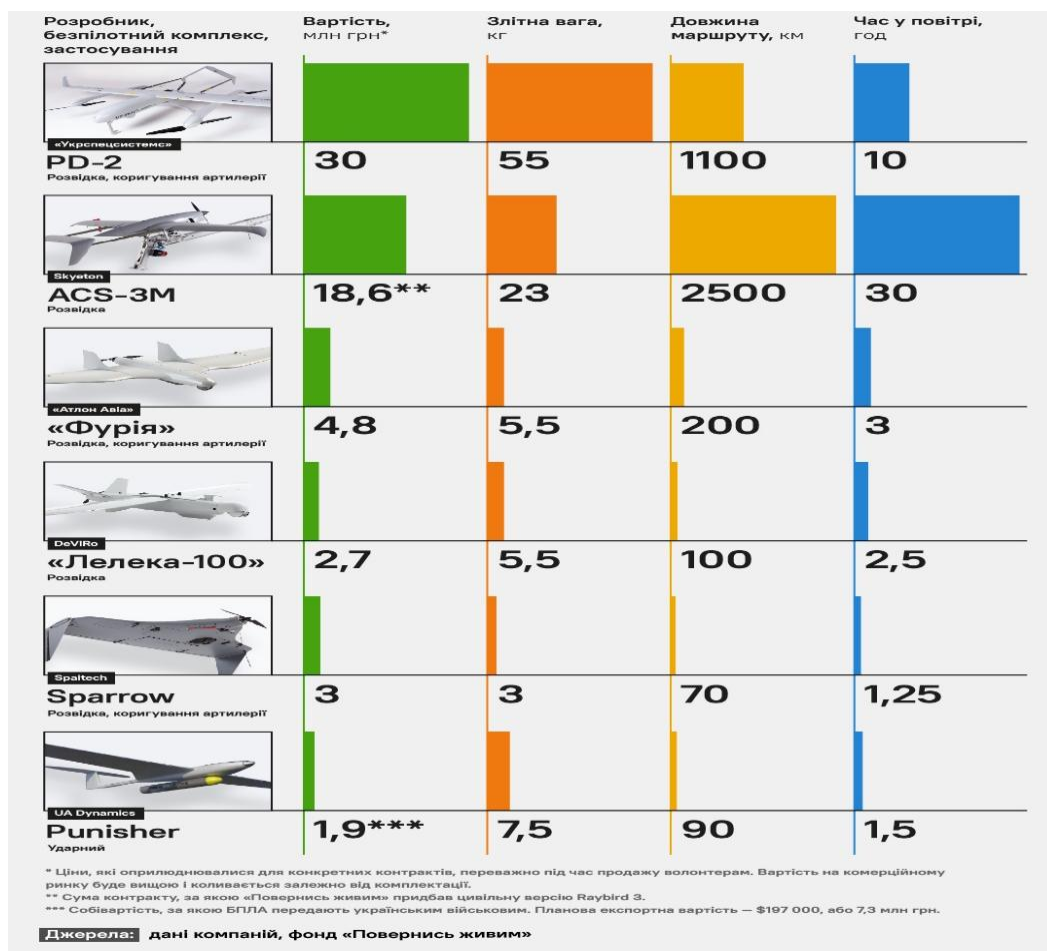 Розробник,
безпілотний комплекс,
застосування
Вартість,
млн грн*
Злітна вага,
кг
Довжина
маршруту, км
Час у повітрі,
год
«Укрспецсистемс»
PD-2
Розвідка, коригування артилерії
30
55
1100
10
Skyeton
ACS-3M
Розвідка
18,6**
23
2500
30
«Атлон Авіа»
«Фурія»
Розвідка, коригування артилерії
4,8
5,5
200
3
DeViRo
«Лелека-100»
Розвідка
2,7
5,5
100
2,5
Spaitech
Sparrow
Розвідка, коригування артилерії
3
3
70
1,25
UA Dynamics
Punisher
Ударний
1,9***
7,5
90
1,5
* Ціни, які оприлюднювалися для конкретних контрактів, переважно під час продажу волонтерам. Вартість на комерційному
ринку буде вищою і коливається залежно від комплектації.
** Сума контракту, за якою «Повернись живим» придбав цивільну версію Raybird 3.
*** Собівартість, за якою БПЛА передають українським військовим. Планова експортна вартість – $197 000, або 7,3 млн грн.
Джерела: дані компаній, фонд «Повернись живим»